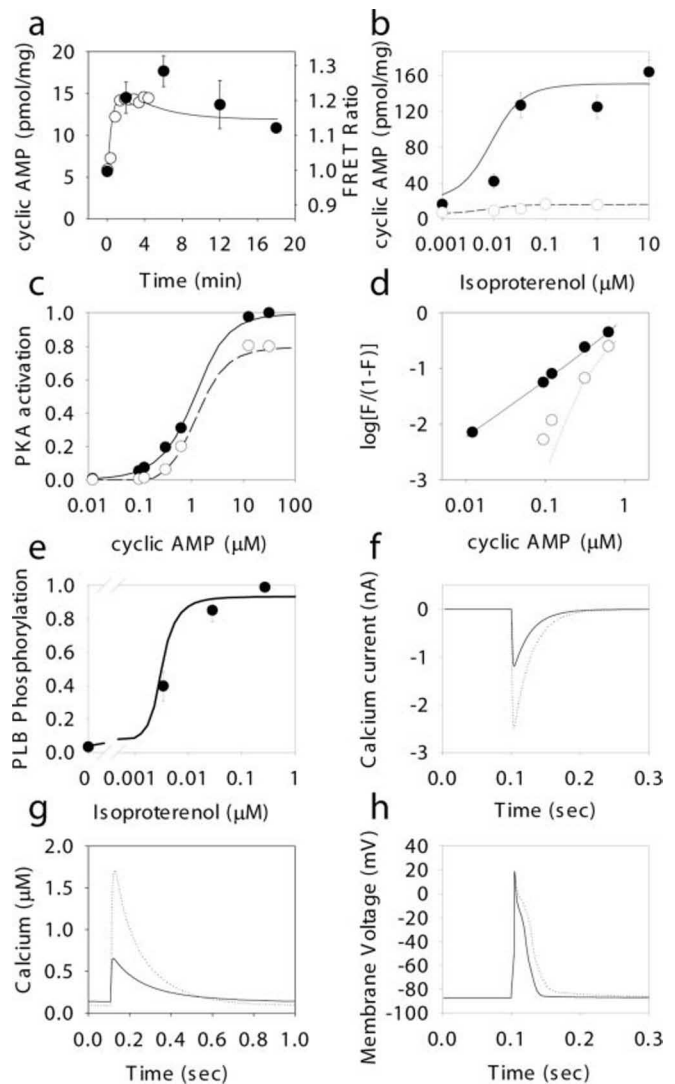 a
b
cyclic AMP (pmol/mg)
20
15
10
5
0
1.3
1.2
1.1
1.0
0.9
FRET Ratio
0 4 8 12 16 20
Time (min)
cyclic AMP (pmol/mg)
160
120
80
40
0
0.001 0.01 0.1 1 10
Isoproterenol (μM)
c
d
PKA activation
1.0
0.8
0.6
0.4
0.2
0.0
0.01 0.1 1 10 100
cyclic AMP (μM)
log[F/(1-F)]
-0
-1
-2
-3
0.01 0.1 1
cyclic AMP (μM)
e
f
PLB Phosphorylation
1.0
0.8
0.6
0.4
0.2
0.0
0.001 0.01 0.1 1
Isoproterenol (μM)
Calcium current (nA)
0
-1
-2
-3
0.0 0.1 0.2 0.3
Time (sec)
g
h
Calcium (μM)
2.0
1.5
1.0
0.5
0.0
0.0 0.2 0.4 0.6 0.8 1.0
Time (sec)
Membrane Voltage (mV)
40
20
0
-20
-40
-60
-80
-100
0.0 0.1 0.2 0.3
Time (sec)